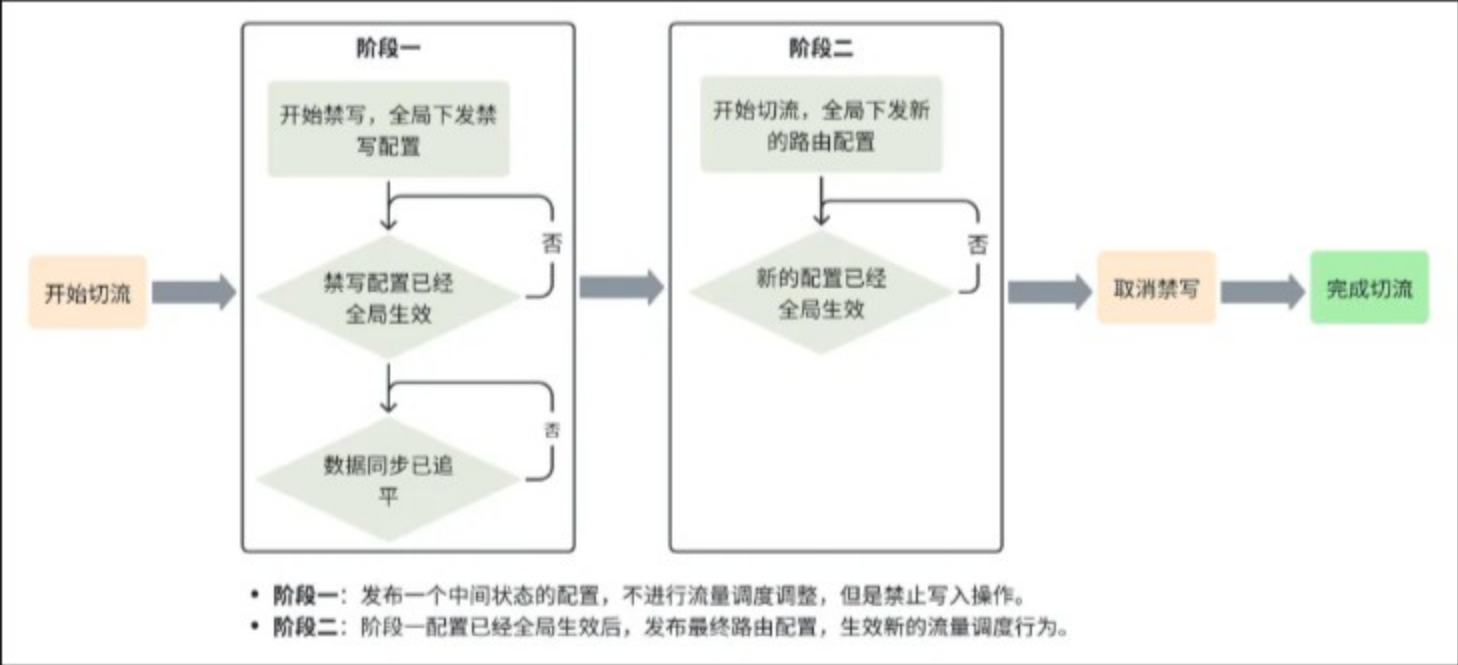 开始切流
阶段一
开始禁写，全局下发禁
写配置
否
禁写配置已经
全局生效
否
数据同步已追
平
阶段二
开始切流，全局下发新
的路由配置
否
新的配置已经
全局生效
取消禁写
完成切流
• 阶段一：发布一个中间状态的配置，不进行流量调度调整，但是禁止写入操作。
• 阶段二：阶段一配置已经全局生效后，发布最终路由配置，生效新的流量调度行为。